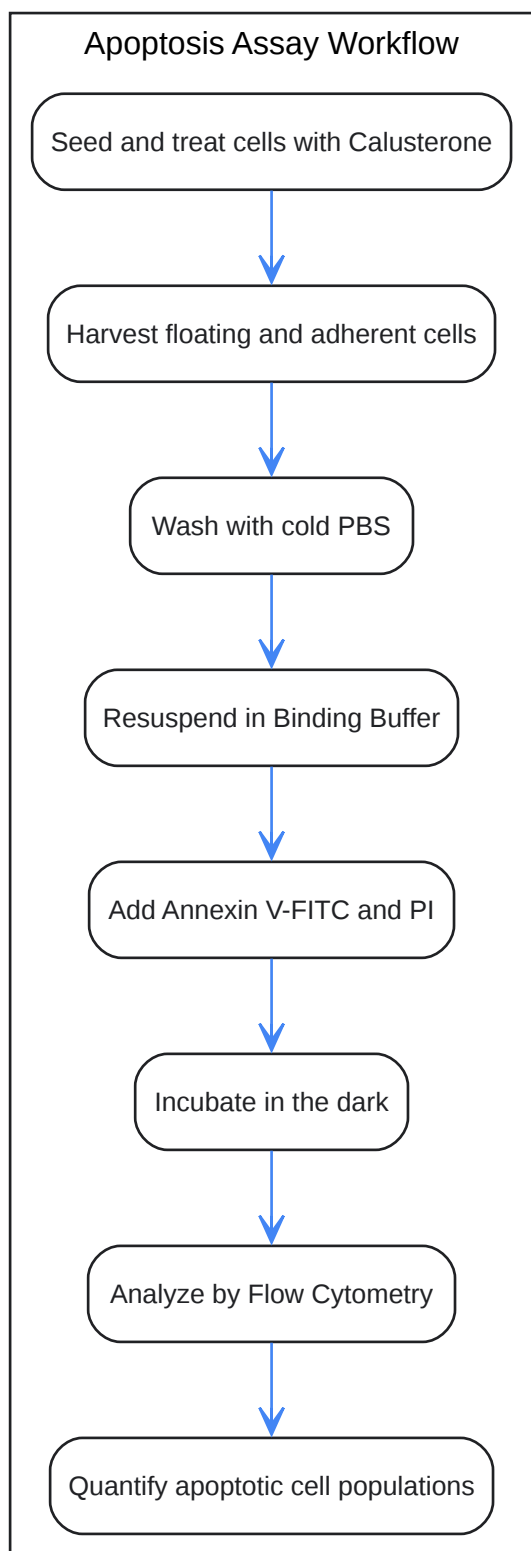 Apoptosis Assay Workflow
Seed and treat cells with Calusterone
Harvest floating and adherent cells
Wash with cold PBS
Resuspend in Binding Buffer
Add Annexin V-FITC and PI
Incubate in the dark
Analyze by Flow Cytometry
Quantify apoptotic cell populations